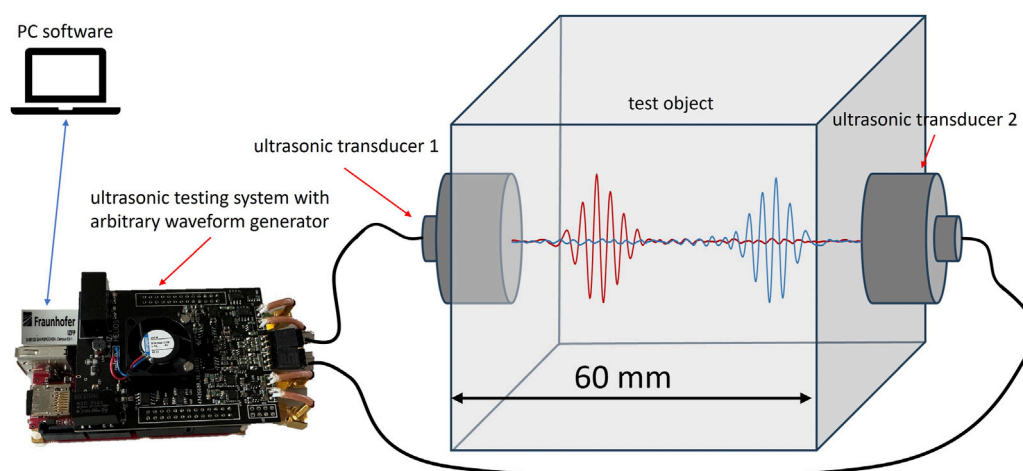 PC software
test object
ultrasonic transducer 2
ultrasonic transducer 1
ultrasonic testing system with
arbitrary waveform generator
Fraunhofer
IZFP
60 mm